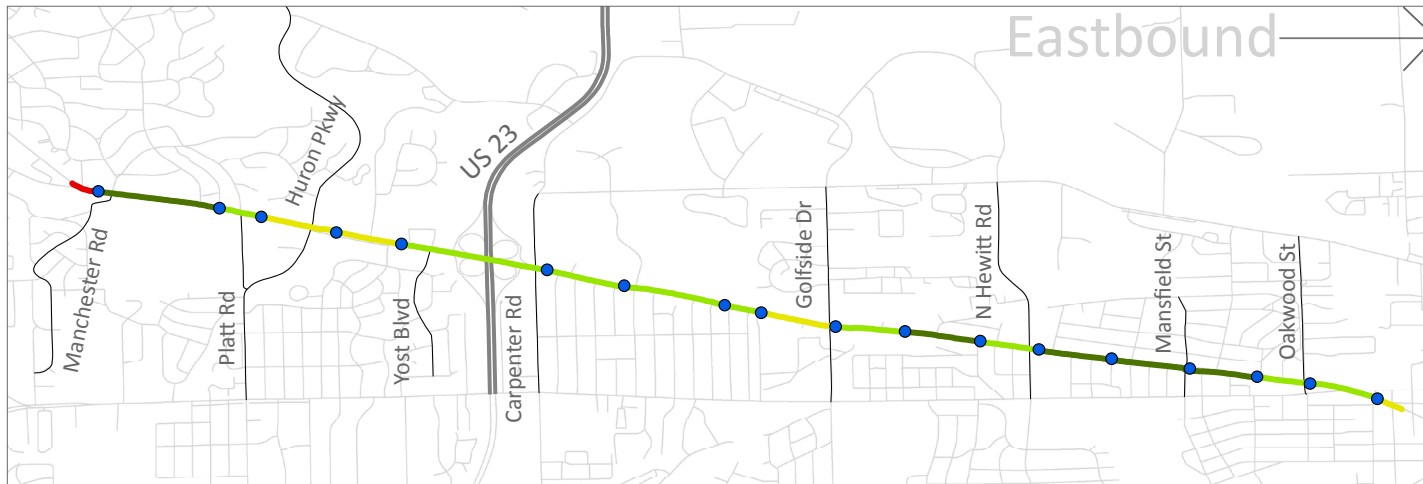 Eastbound
Huron Pkwy
US 23
Manchester Rd
Platt Rd
Yost Blvd
Carpenter Rd
Golfside Dr
N Hewitt Rd
Mansfield St
Oakwood St